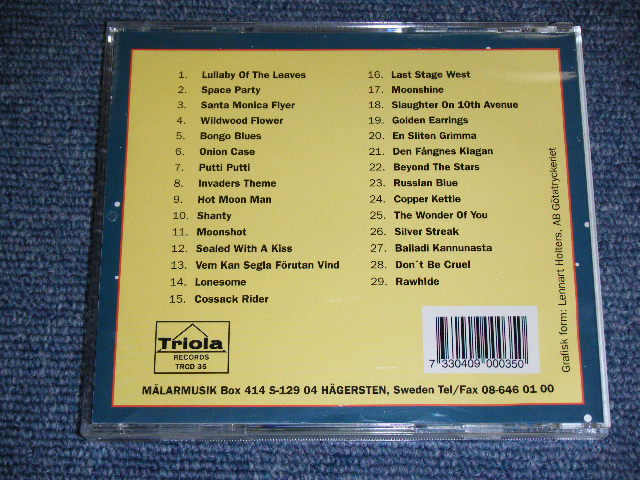 1. Lullaby Of The Leaves
2. Space Party
3. Santa Monica Flyer
4. Wildwood Flower
5. Bongo Blues
6. Onion Case
7. Putti Putti
8. Invaders Theme
9. Hot Moon Man
10. Shanty
11. Moonshot
12. Sealed With A Kiss
13. Vem Kan Segla Förutan Vind
14. Lonesome
15. Cossack Rider
16. Last Stage West
17. Moonshine
18. Slaughter On 10th Avenue
19. Golden Earrings
20. En Sliten Grimma
21. Den Fångnes Klagan
22. Beyond The Stars
23. Russian Blue
24. Copper Kettle
25. The Wonder Of You
26. Silver Streak
27. Balladi Kannunasta
28. Don´t Be Cruel
29. Rawhide
Triola
RECORDS
TRCD 35
7 330409 000350
Grafisk form: Lennart Holters, AB Götatryckeriet
MÄLARMUSIK Box 414 S-129 04 HÄGERSTEN, Sweden Tel/Fax 08-646 01 00